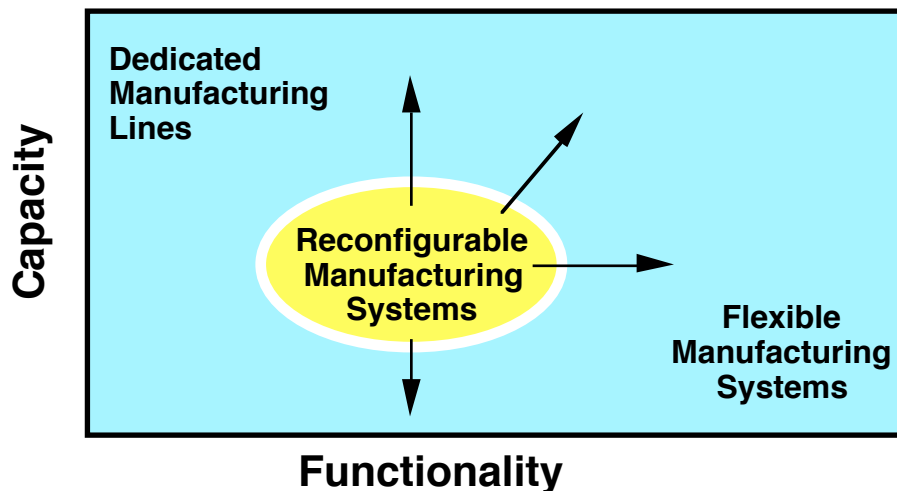 Dedicated
Manufacturing
Lines
Capacity
Reconfigurable
Manufacturing
Systems
Flexible
Manufacturing
Systems
Functionality